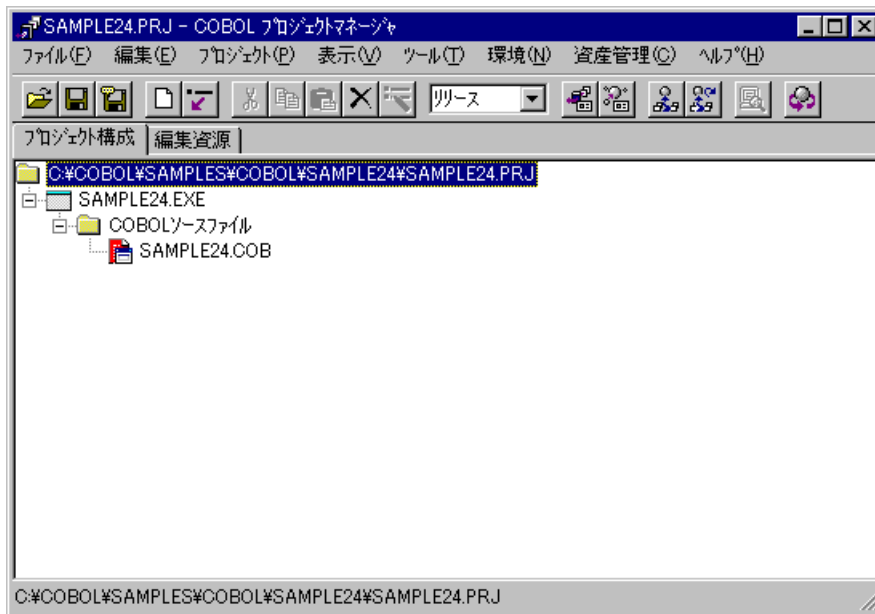 SAMPLE24.PRJ - COBOL ﾌﾟﾛｼﾞｪｸﾄﾏﾈｰｼﾞｬ
ﾌｧｲﾙ(F) 編集(E) ﾌﾟﾛｼﾞｪｸﾄ(P) 表示(V) ﾂｰﾙ(T) 環境(N) 資産管理(C) ﾍﾙﾌﾟ(H)
ﾘﾘｰｽ
ﾌﾟﾛｼﾞｪｸﾄ構成 編集資源
C:¥COBOL¥SAMPLES¥COBOL¥SAMPLE24¥SAMPLE24.PRJ
SAMPLE24.EXE
COBOLｿｰｽﾌｧｲﾙ
SAMPLE24.COB
C:¥COBOL¥SAMPLES¥COBOL¥SAMPLE24¥SAMPLE24.PRJ